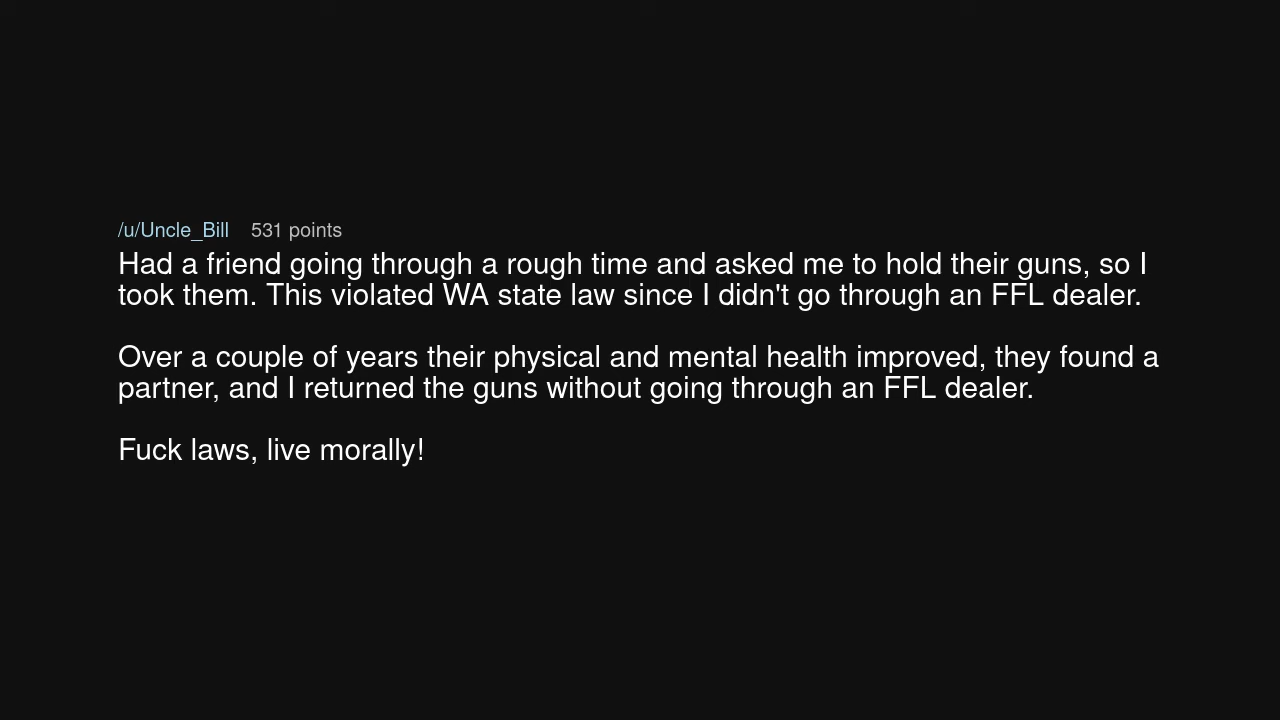 /u/Uncle_Bill 531 points
Had a friend going through a rough time and asked me to hold their guns, so I
took them. This violated WA state law since I didn't go through an FFL dealer.
Over a couple of years their physical and mental health improved, they found a
partner, and I returned the guns without going through an FFL dealer.
Fuck laws, live morally!